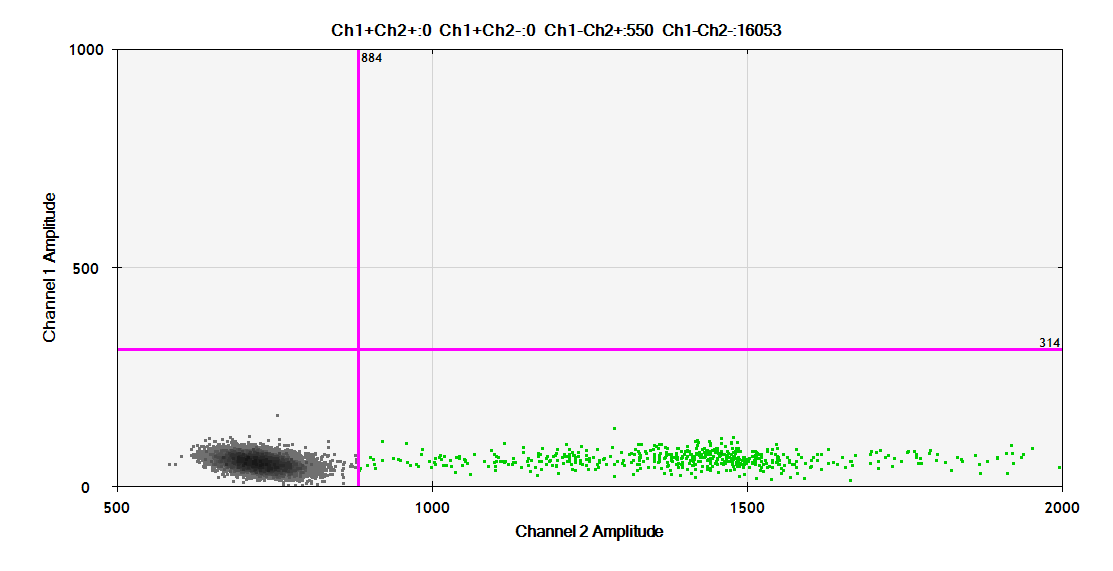 Ch1+Ch2+:0 Ch1+Ch2-:0 Ch1-Ch2+:550 Ch1-Ch2-:16053
1000
884
Channel 1 Amplitude
500
314
0
500 1000 1500 2000
Channel 2 Amplitude